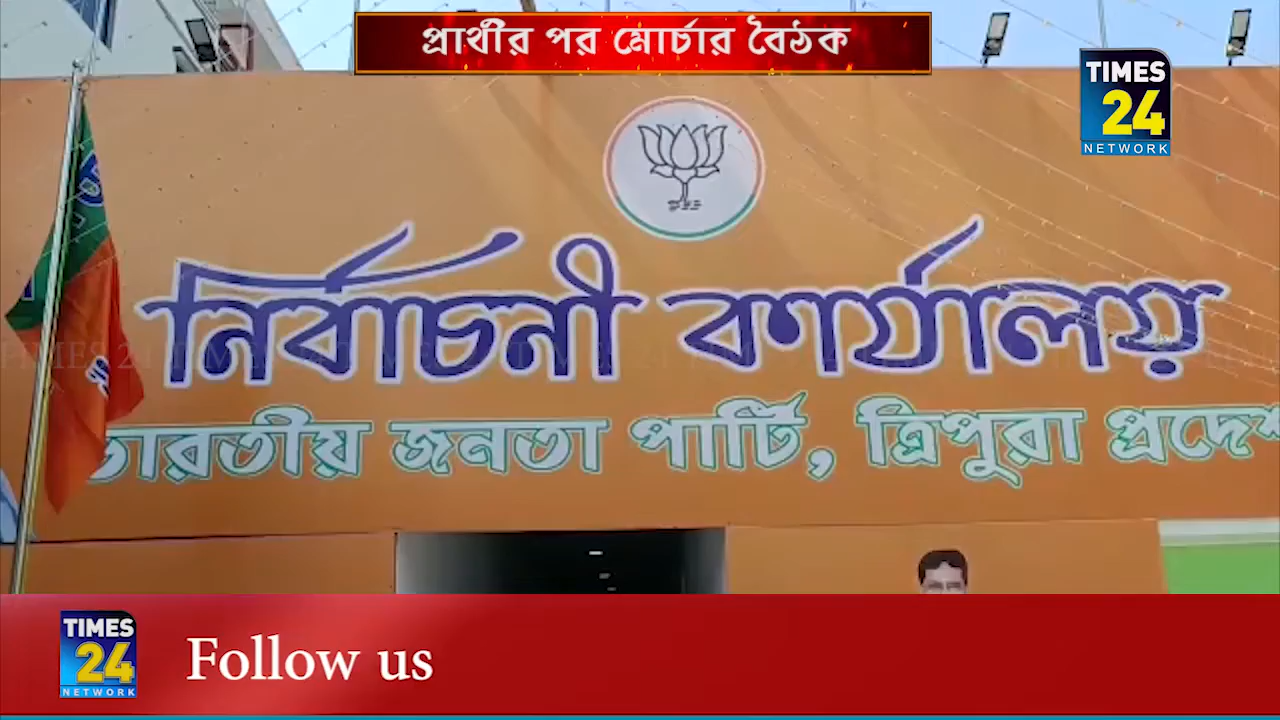 প্রার্থীর পর মোর্চার বৈঠক
TIMES
24
NETWORK
নির্বাচনী কার্যালয়
ভারতীয় জনতা পার্টি, ত্রিপুরা প্রদেশ
TIMES
24
NETWORK
Follow us